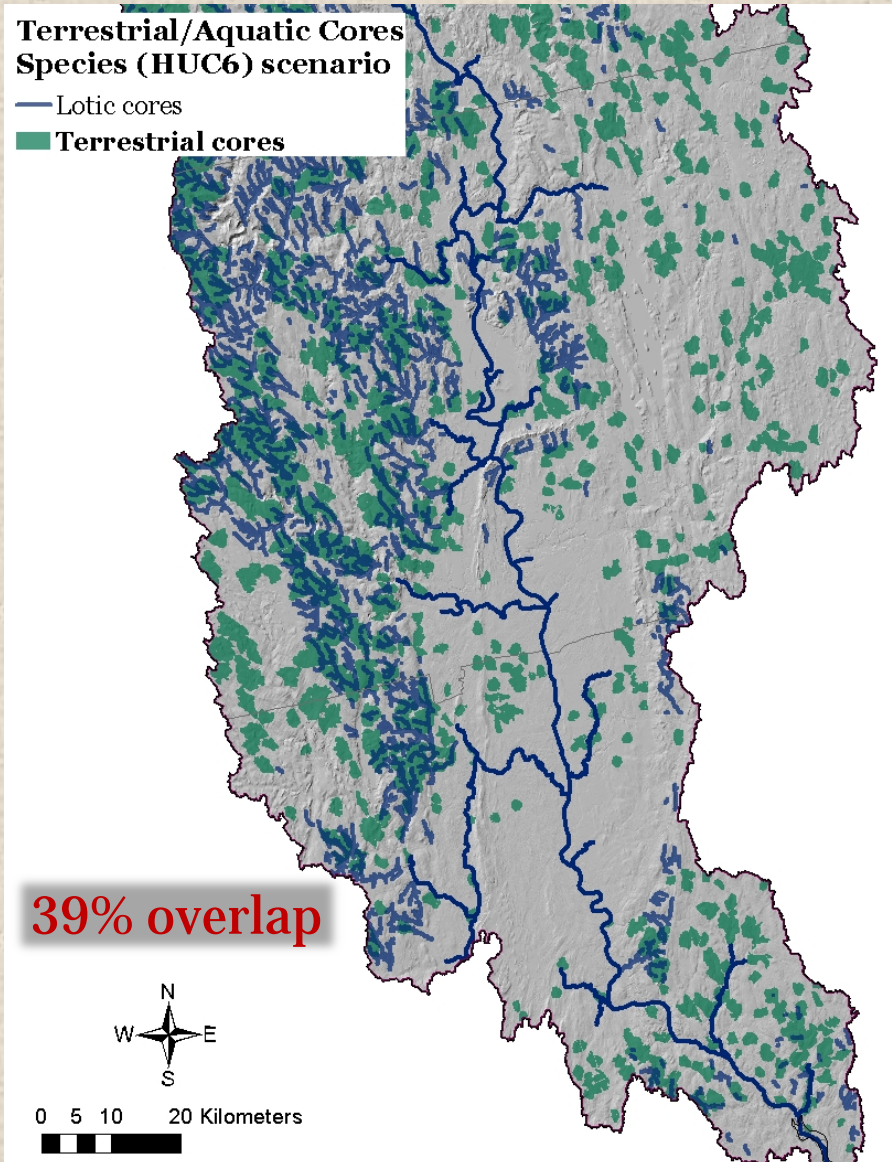 Terrestrial/Aquatic Cores
Species (HUC6) scenario
Lotic cores
Terrestrial cores
39% overlap
N
W E
S
0 5 10 20 Kilometers